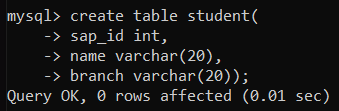 mysql> create table student(
    -> sap_id int,
    -> name varchar(20),
    -> branch varchar(20));
Query OK, 0 rows affected (0.01 sec)